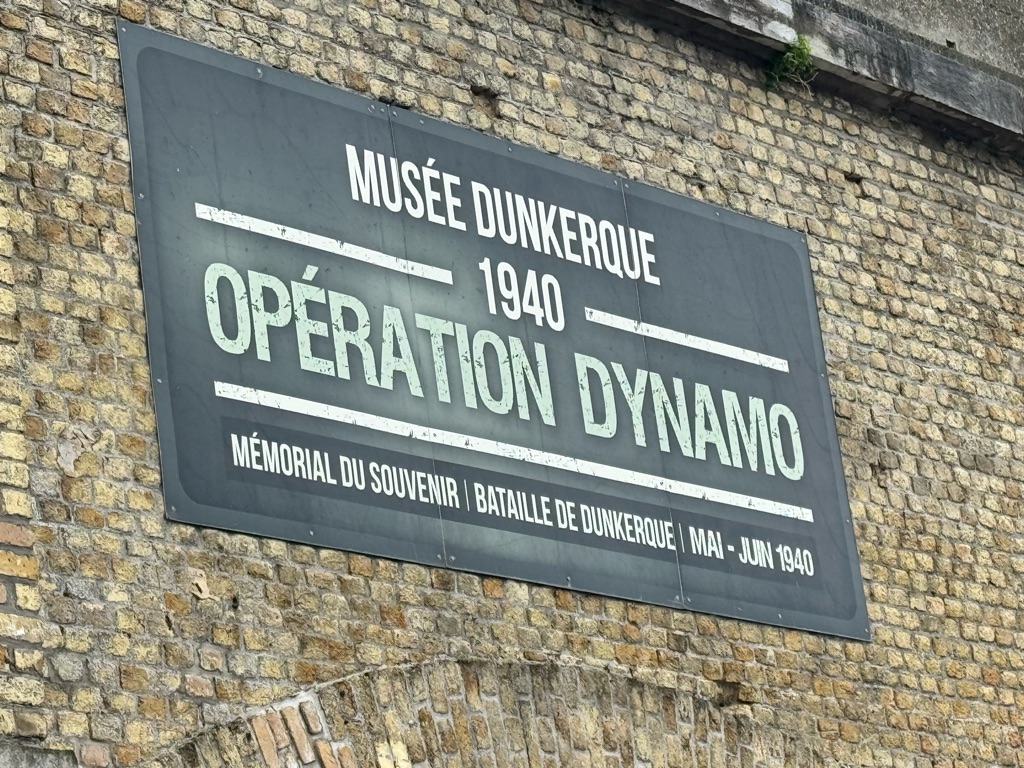 MUSÉE DUNKERQUE
1940
OPÉRATION DYNAMO
MÉMORIAL DU SOUVENIR | BATAILLE DE DUNKERQUE | MAI - JUIN 1940